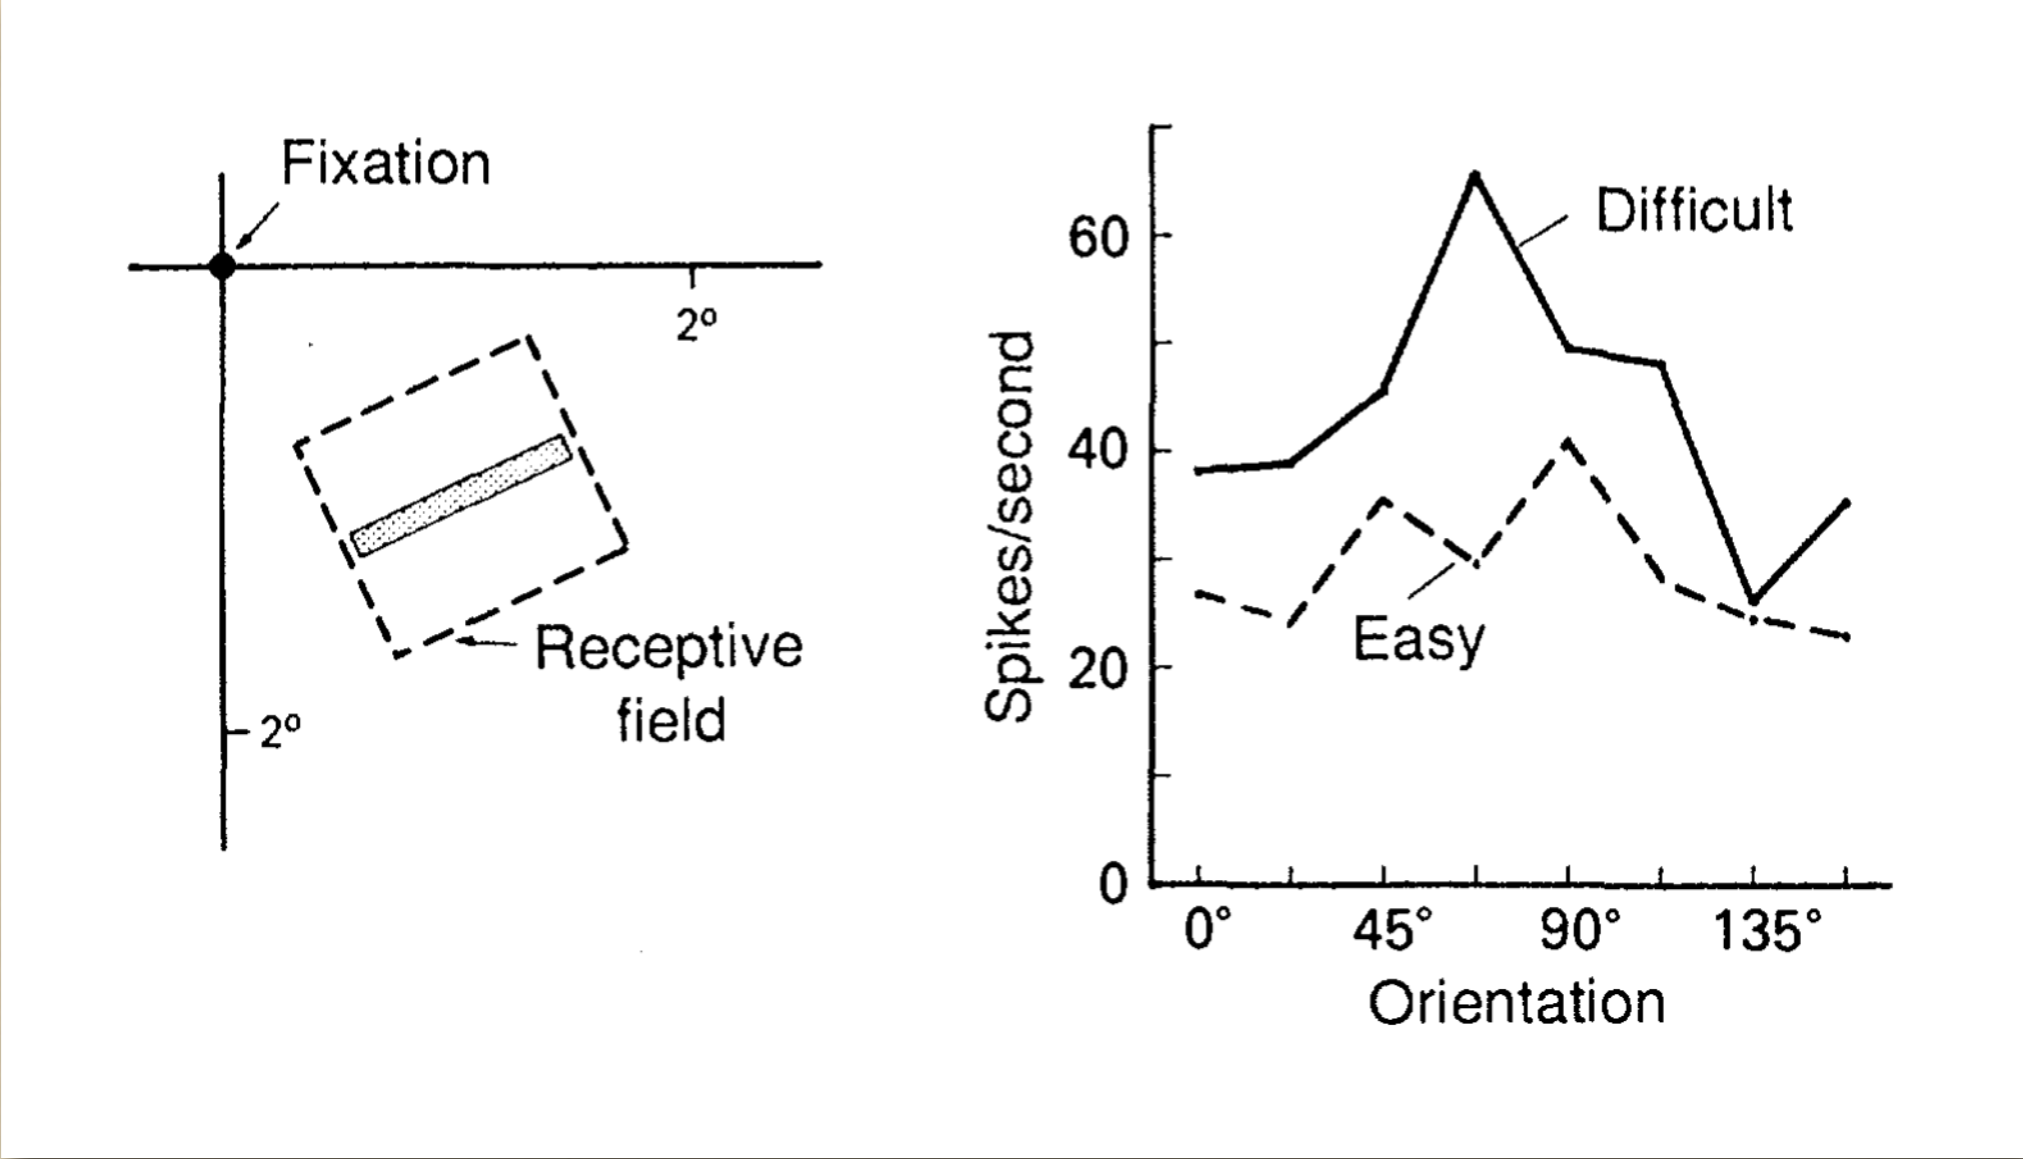 Fixation
2°
2°
Receptive
field
Spikes/second
60
40
20
0
Difficult
Easy
0°
45°
90°
135°
Orientation